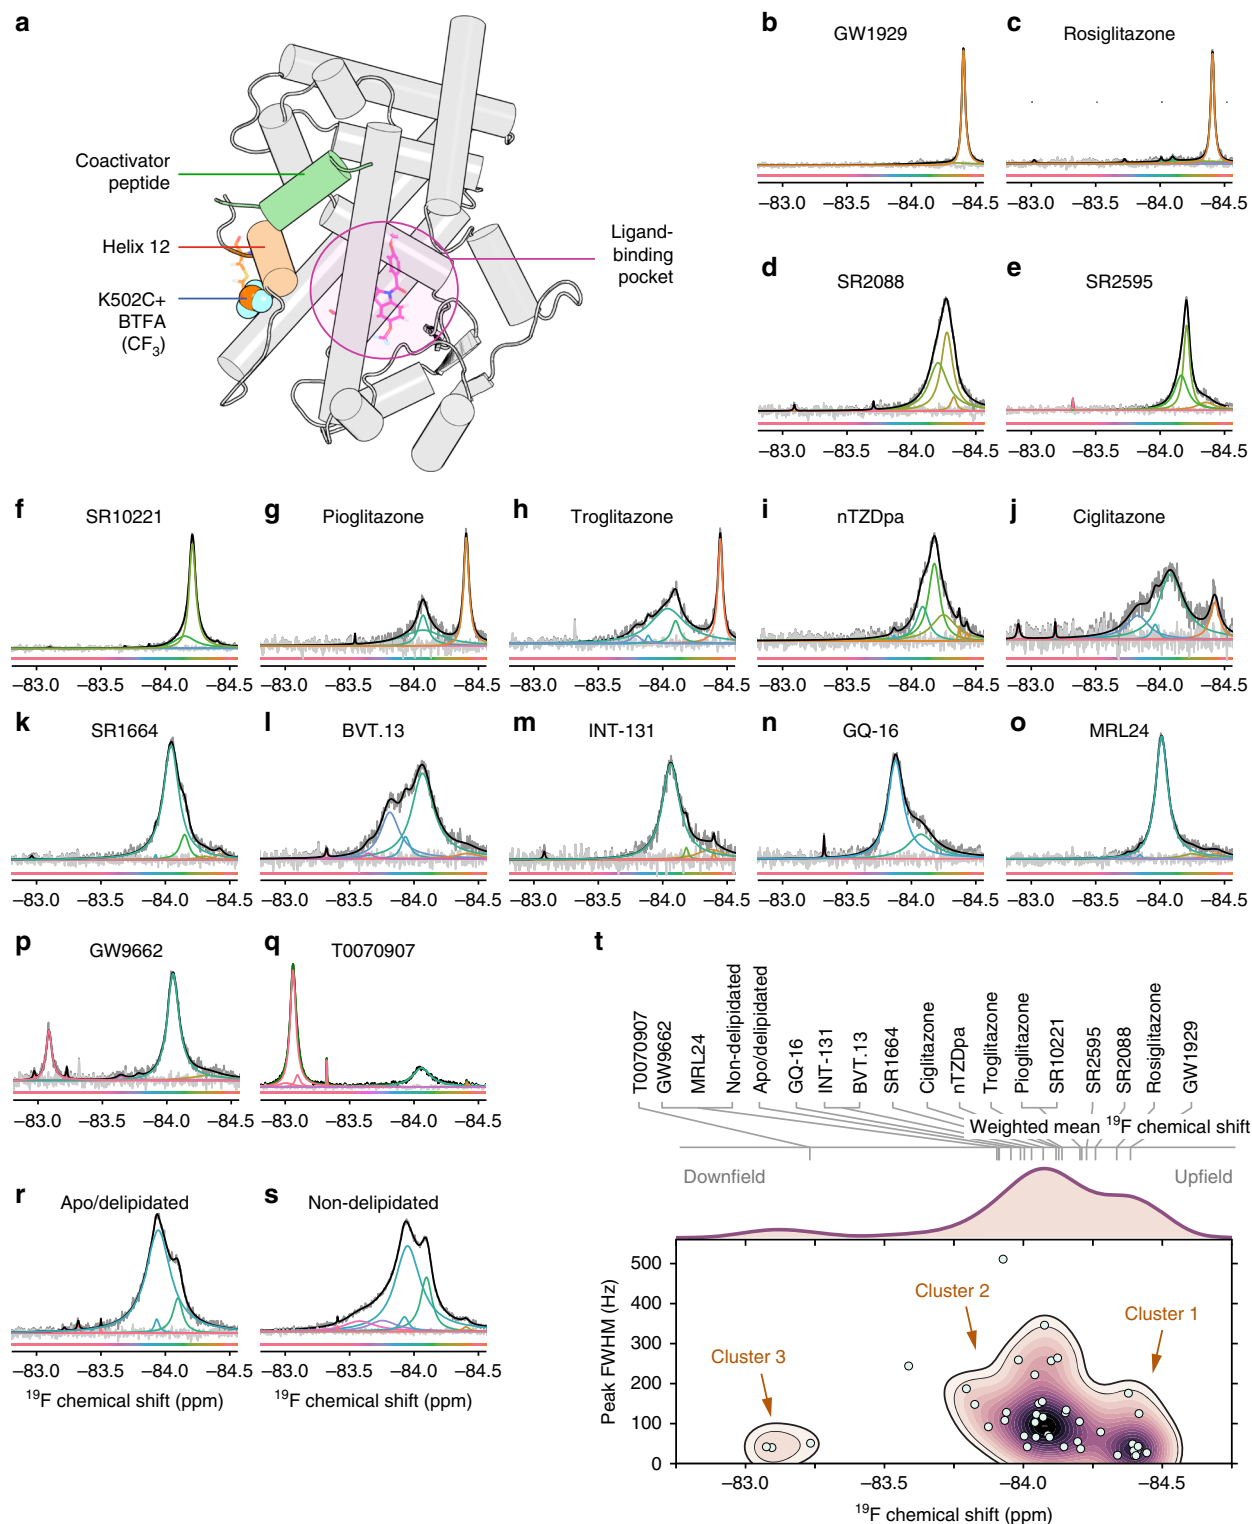 a
Coactivator
peptide
Helix 12
K502C+
BTFA
(CF3)
Ligand-
binding
pocket
b
GW1929
−83.0 −83.5 −84.0 −84.5
c
Rosiglitazone
−83.0 −83.5 −84.0 −84.5
d
SR2088
−83.0 −83.5 −84.0 −84.5
e
SR2595
−83.0 −83.5 −84.0 −84.5
f
SR10221
−83.0 −83.5 −84.0 −84.5
g
Pioglitazone
−83.0 −83.5 −84.0 −84.5
h
Troglitazone
−83.0 −83.5 −84.0 −84.5
i
nTZDpa
−83.0 −83.5 −84.0 −84.5
j
Ciglitazone
−83.0 −83.5 −84.0 −84.5
k
SR1664
−83.0 −83.5 −84.0 −84.5
l
BVT.13
−83.0 −83.5 −84.0 −84.5
m
INT-131
−83.0 −83.5 −84.0 −84.5
n
GQ-16
−83.0 −83.5 −84.0 −84.5
o
MRL24
−83.0 −83.5 −84.0 −84.5
p
GW9662
−83.0 −83.5 −84.0 −84.5
q
T0070907
−83.0 −83.5 −84.0 −84.5
r
Apo/delipidated
−83.0 −83.5 −84.0 −84.5
19F chemical shift (ppm)
s
Non-delipidated
−83.0 −83.5 −84.0 −84.5
19F chemical shift (ppm)
t
T0070907
GW9662
MRL24
Non-delipidated
Apo/delipidated
GQ-16
INT-131
BVT.13
SR1664
Ciglitazone
nTZDpa
Troglitazone
Pioglitazone
SR10221
SR2595
SR2088
Rosiglitazone
GW1929
Weighted mean 19F chemical shift
Downfield
Upfield
Peak FWHM (Hz)
500
400
300
200
100
0
Cluster 3
Cluster 2
Cluster 1
−83.0 −83.5 −84.0 −84.5
19F chemical shift (ppm)